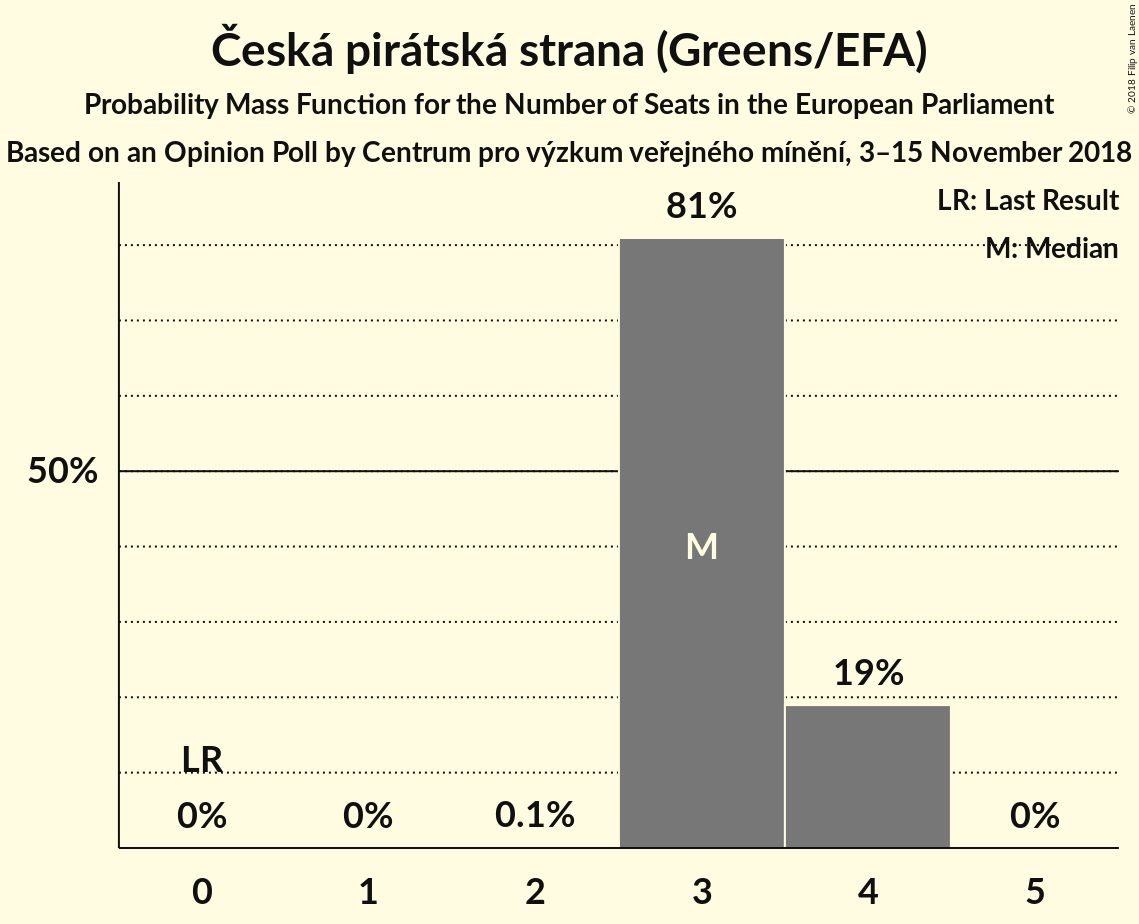 Česká pirátská strana (Greens/EFA)
Probability Mass Function for the Number of Seats in the European Parliament
Based on an Opinion Poll by Centrum pro výzkum veřejného mínění, 3–15 November 2018
© 2018 Filip van Laenen
LR: Last Result
M: Median
81%
50%
M
19%
LR
0%
0%
0.1%
0%
0
1
2
3
4
5